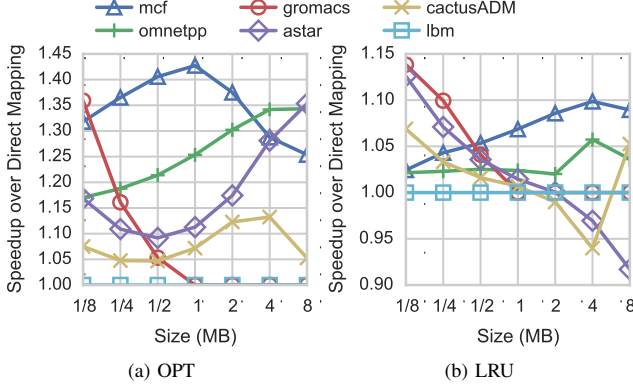 mcf gromacs cactusADM
omnetpp astar lbm
Speedup over Direct Mapping
1.45
1.40
1.35
1.30
1.25
1.20
1.15
1.10
1.05
1.00
1/8 1/4 1/2 1 2 4 8
Size (MB)
(a) OPT
Speedup over Direct Mapping
1.15
1.10
1.05
1.00
0.95
0.90
1/8 1/4 1/2 1 2 4 8
Size (MB)
(b) LRU